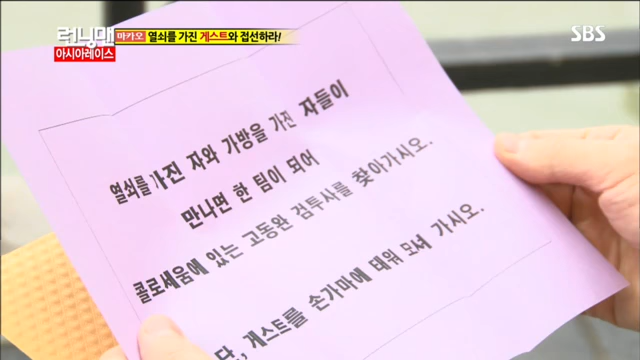 런닝맨
아시아레이스
마카오 열쇠를 가진 게스트와 접선하라!
SBS
열쇠를 가진 자와 가방을 가진 자들이
만나면 한 팀이 되어
콜로세움에 있는 고동완 검투사를 찾아가시오.
단, 게스트를 손가마에 태워 모셔 가시오.